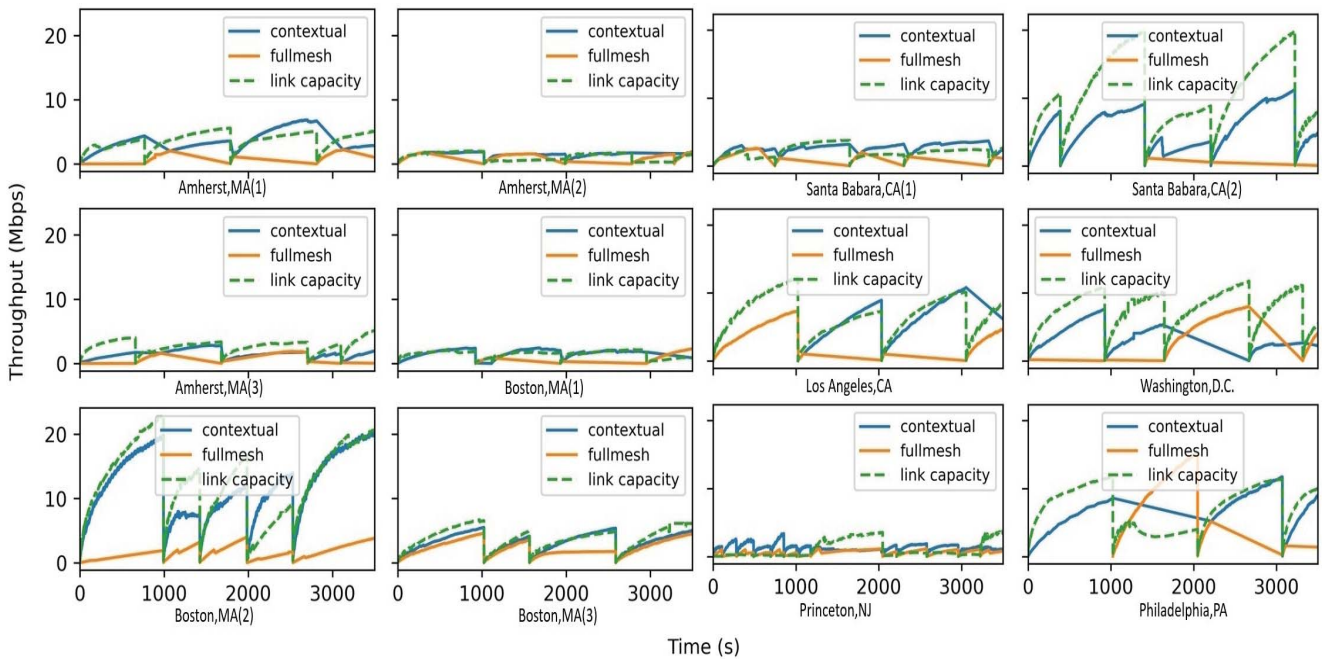 contextual
fullmesh
link capacity
20
10
0
Amherst,MA(1)
contextual
fullmesh
link capacity
Amherst,MA(2)
contextual
fullmesh
link capacity
Santa Babara,CA(1)
contextual
fullmesh
link capacity
Santa Babara,CA(2)
Throughput (Mbps)
contextual
fullmesh
link capacity
20
10
0
Amherst,MA(3)
contextual
fullmesh
link capacity
Boston,MA(1)
contextual
fullmesh
link capacity
Los Angeles,CA
contextual
fullmesh
link capacity
Washington,D.C.
contextual
fullmesh
link capacity
20
10
0
0 1000 2000 3000
Boston,MA(2)
contextual
fullmesh
link capacity
0 1000 2000 3000
Boston,MA(3)
contextual
fullmesh
link capacity
0 1000 2000 3000
Princeton,NJ
contextual
fullmesh
link capacity
0 1000 2000 3000
Philadelphia,PA
Time (s)